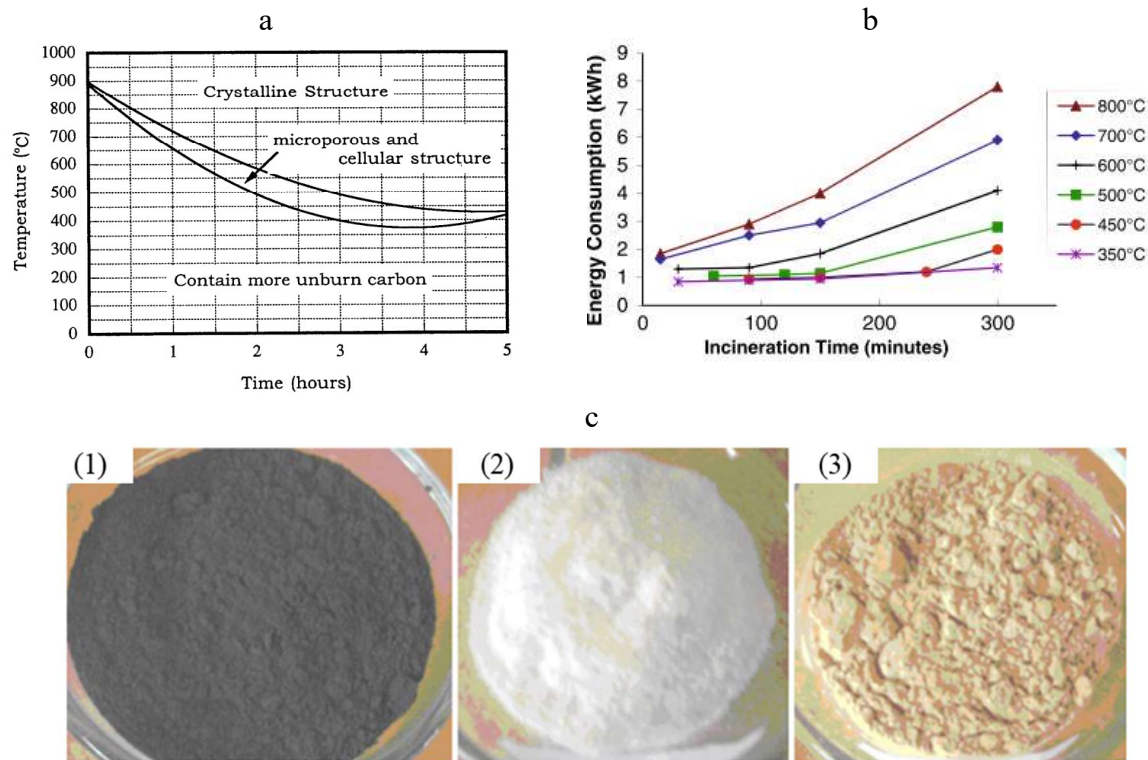 a
1000
900
800
700
600
500
400
300
200
100
0
Temperature (°C)
Crystalline Structure
microporous and
cellular structure
Contain more unburn carbon
0 1 2 3 4 5
Time (hours)
b
9
8
7
6
5
4
3
2
1
0
Energy Consumption (kWh)
0 100 200 300
Incineration Time (minutes)
800°C
700°C
600°C
500°C
450°C
350°C
c
(1) (2) (3)